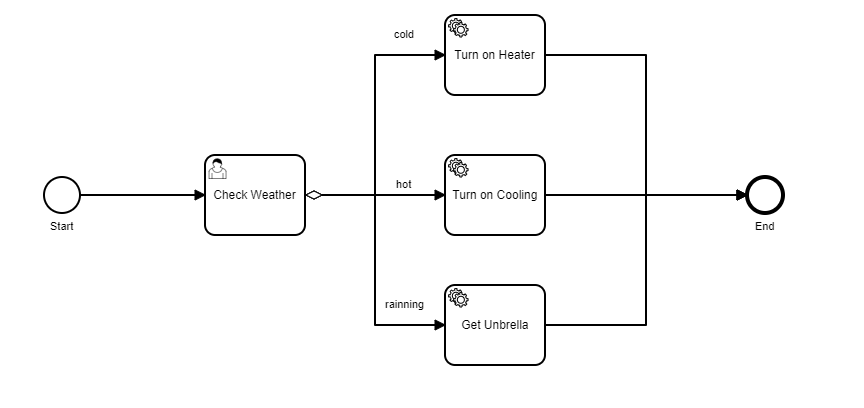 cold
Turn on Heater
Check Weather
hot
Turn on Cooling
Start
End
rainning
Get Unbrella